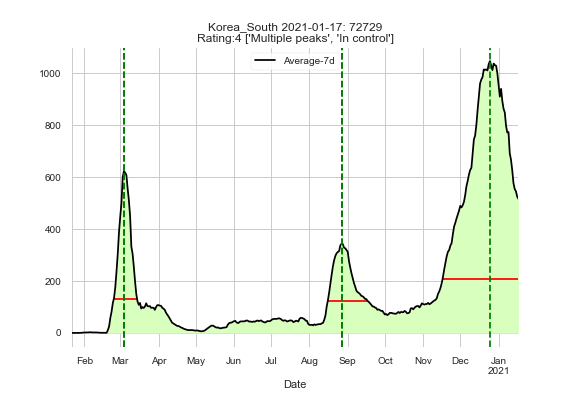 Korea_South 2021-01-17: 72729
Rating:4 ['Multiple peaks', 'In control']
Average-7d
1000
800
600
400
200
0
Feb Mar Apr May Jun Jul Aug Sep Oct Nov Dec Jan
2021
Date